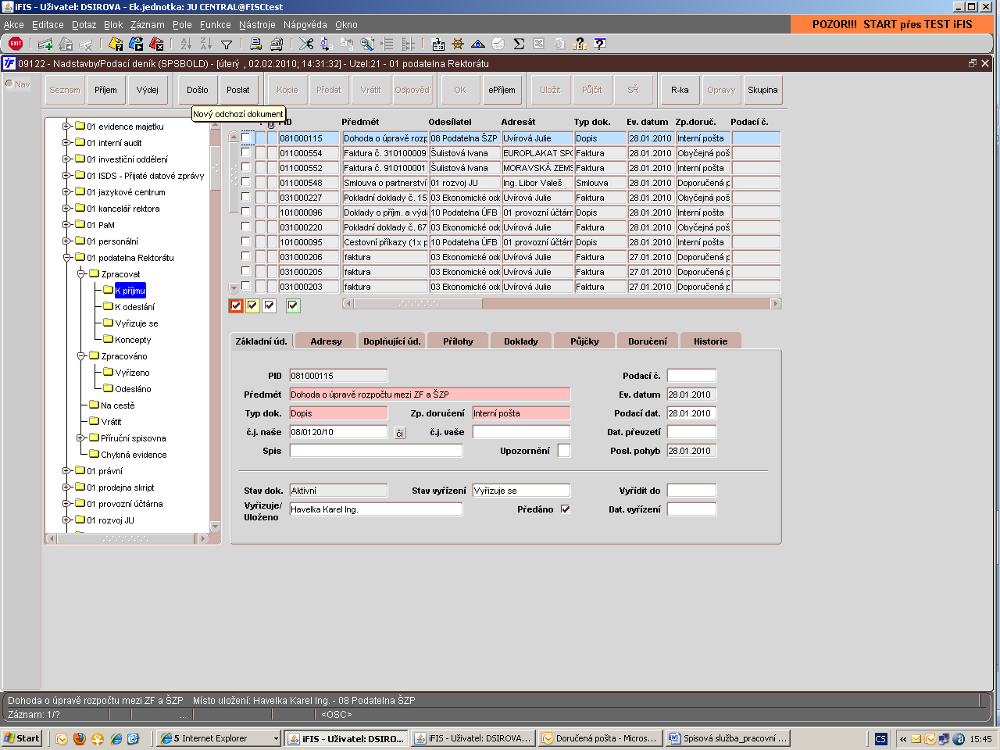 iFIS - Uživatel: DSIROVA - Ek.jednotka: JU CENTRAL@FISCtest
Akce Editace Dotaz Blok Záznam Pole Funkce Nástroje Nápověda Okno
POZOR!!! START přes TEST iFIS
EXIT
09122 - Nadstavby/Podací deník (SPSBOLD) - [úterý , 02.02.2010; 14:31:32] - Uzel:21 - 01 podatelna Rektorátu
Nav
Seznam Příjem Výdej Došlo Poslat Kopie Předat Vrátit Odpověď OK ePříjem Uložit Půjčit SŘ R-ka Opravy Skupina
Nový odchozí dokument
01 evidence majetku
01 interní audit
01 investiční oddělení
01 ISDS - Přijaté datové zprávy
01 jazykové centrum
01 kancelář rektora
01 PaM
01 personální
01 podatelna Rektorátu
Zpracovat
K příjmu
K odeslání
Vyřizuje se
Koncepty
Zpracováno
Vyřízeno
Odesláno
Na cestě
Vrátit
Příruční spisovna
Chybná evidence
01 právní
01 prodejna skript
01 provozní účtárna
01 rozvoj JU
PID Předmět Odesílatel Adresát Typ dok. Ev. datum Zp.doruč. Podací č.
081000115 Dohoda o úpravě rozp 08 Podatelna ŠZP Uvírová Julie Dopis 28.01.2010 Interní pošta
011000554 Faktura č. 310100009 Šulistová Ivana EUROPLAKAT SPO Faktura 28.01.2010 Obyčejná poš
011000552 Faktura č. 910100001 Šulistová Ivana MORAVSKÁ ZEMS Faktura 28.01.2010 Interní pošta
011000548 Smlouva o partnerství 01 rozvoj JU Ing. Libor Valeš Smlouva 28.01.2010 Doporučená p
031000227 Pokladní doklady č. 15 03 Ekonomické odd Uvírová Julie Faktura 28.01.2010 Obyčejná poš
101000096 Doklady o příjm. a výda 10 Podatelna ÚFB 01 provozní účtárn Dopis 28.01.2010 Interní pošta
031000220 Pokladní doklady č. 67 03 Ekonomické odd Uvírová Julie Faktura 28.01.2010 Obyčejná poš
101000095 Cestovní příkazy (1x p 10 Podatelna ÚFB 01 provozní účtárn Dopis 28.01.2010 Interní pošta
031000206 faktura 03 Ekonomické odd Uvírová Julie Faktura 27.01.2010 Doporučená p
031000205 faktura 03 Ekonomické odd Uvírová Julie Faktura 27.01.2010 Doporučená p
031000203 faktura 03 Ekonomické odd Uvírová Julie Faktura 27.01.2010 Doporučená p
Základní úd. Adresy Doplňující úd. Přílohy Doklady Půjčky Doručení Historie
PID 081000115 Podací č.
Předmět Dohoda o úpravě rozpočtu mezi ZF a ŠZP Ev. datum 28.01.2010
Typ dok. Dopis Zp. doručení Interní pošta Podací dat. 28.01.2010
č.j. naše 08/0120/10 čj č.j. vaše Dat. převzetí
Spis Upozornění Posl. pohyb 28.01.2010
Stav dok. Aktivní Stav vyřízení Vyřizuje se Vyřídit do
Vyřizuje/ Uloženo Havelka Karel Ing. Předáno Dat. vyřízení
Dohoda o úpravě rozpočtu mezi ZF a ŠZP Místo uložení: Havelka Karel Ing. - 08 Podatelna ŠZP
Záznam: 1/? ... <OSC>
Start 5 Internet Explorer iFIS - Uživatel: DSIRO... iFIS - Uživatel: DSIROVA... Doručená pošta - Micros... Spisová služba_pracovní ... CS « 15:45